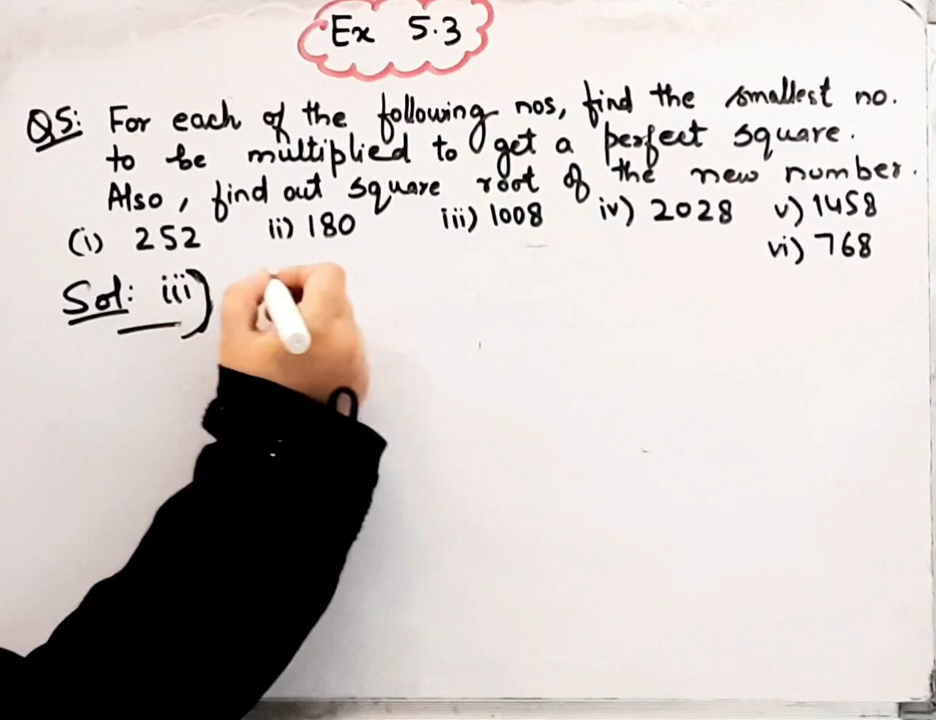 Ex 5.3
Q5: For each of the following nos, find the smallest no.
to be multiplied to get a perfect square.
Also, find out square root of the new number.
(i) 252 ii) 180 iii) 1008 iv) 2028 v) 1458
vi) 768
Sol: iii)